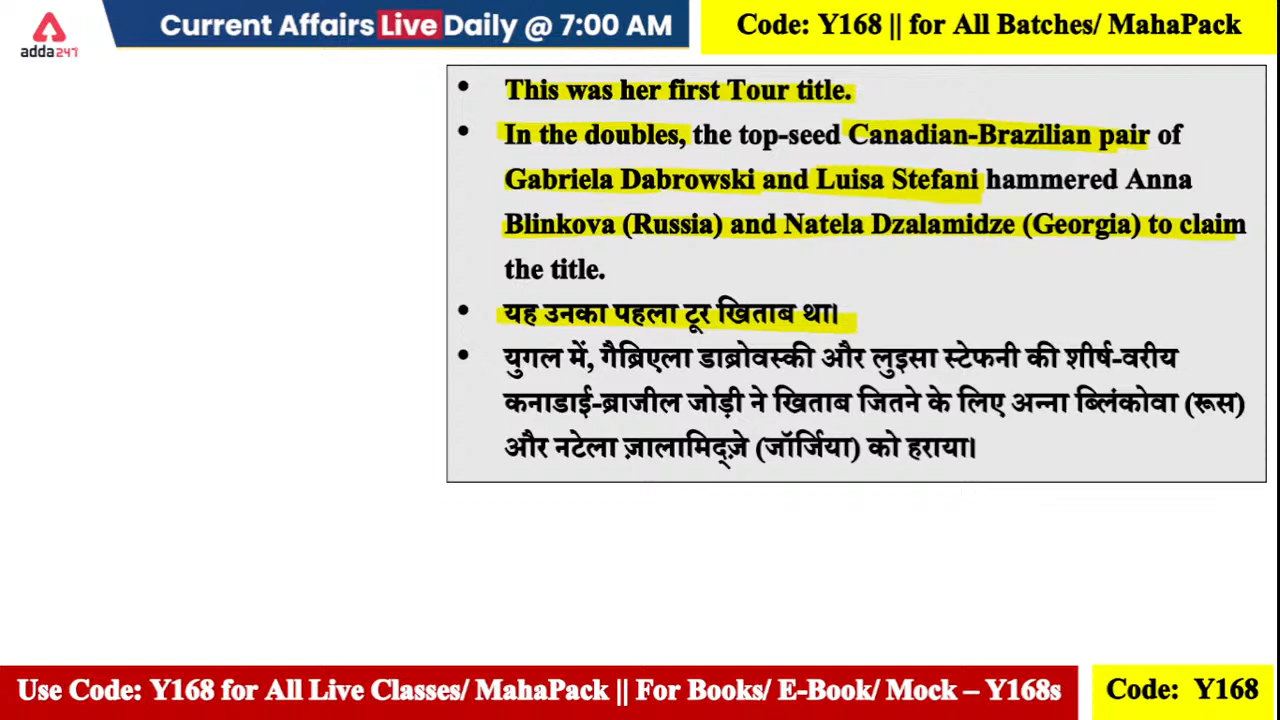 Current Affairs Live Daily @ 7:00 AM
Code: Y168 || for All Batches/ MahaPack
adda247
• This was her first Tour title.
• In the doubles, the top-seed Canadian-Brazilian pair of
Gabriela Dabrowski and Luisa Stefani hammered Anna
Blinkova (Russia) and Natela Dzalamidze (Georgia) to claim
the title.
• यह उनका पहला टूर खिताब था।
• युगल में, गैब्रिएला डाब्रोवस्की और लुइसा स्टेफनी की शीर्ष-वरीय
कनाडाई-ब्राजील जोड़ी ने खिताब जितने के लिए अन्ना ब्लिंकोवा (रूस)
और नटेला ज़ालामिद्ज़े (जॉर्जिया) को हराया।
Use Code: Y168 for All Live Classes/ MahaPack || For Books/ E-Book/ Mock – Y168s
Code: Y168